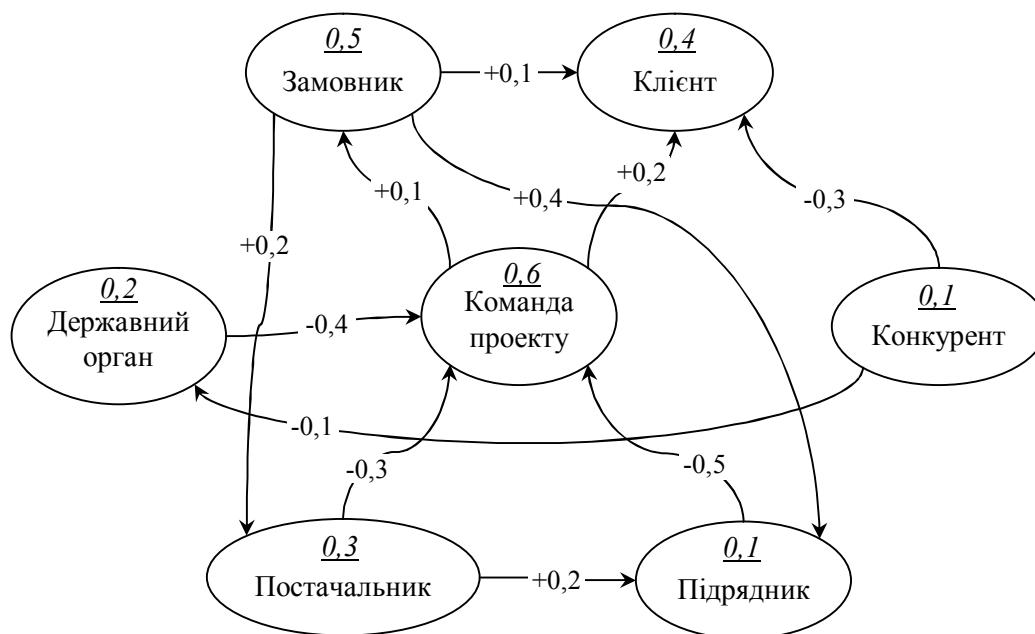 0,5
Замовник
+0,1
0,4
Клієнт
+0,1
+0,2
+0,4
-0,3
+0,2
0,2
Державний
орган
-0,4
0,6
Команда
проекту
0,1
Конкурент
-0,1
-0,3
-0,5
0,3
Постачальник
+0,2
0,1
Підрядник